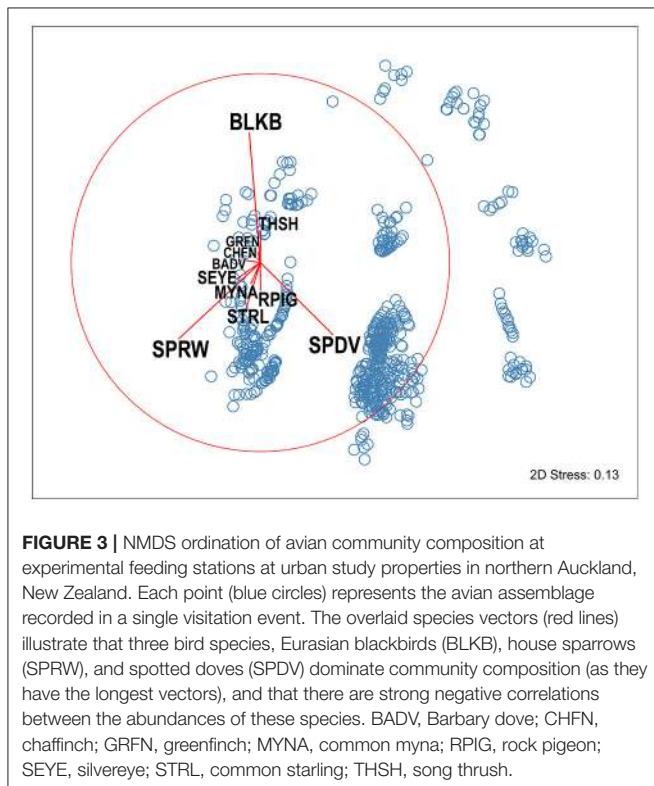 BLKB
THSH
GRFN
CHFN
BADV
SEYE
MYNA
RPIG
STRL
SPRW
SPDV
2D Stress: 0.13
FIGURE 3 | NMDS ordination of avian community composition at
experimental feeding stations at urban study properties in northern Auckland,
New Zealand. Each point (blue circles) represents the avian assemblage
recorded in a single visitation event. The overlaid species vectors (red lines)
illustrate that three bird species, Eurasian blackbirds (BLKB), house sparrows
(SPRW), and spotted doves (SPDV) dominate community composition (as they
have the longest vectors), and that there are strong negative correlations
between the abundances of these species. BADV, Barbary dove; CHFN,
chaffinch; GRFN, greenfinch; MYNA, common myna; RPIG, rock pigeon;
SEYE, silvereye; STRL, common starling; THSH, song thrush.